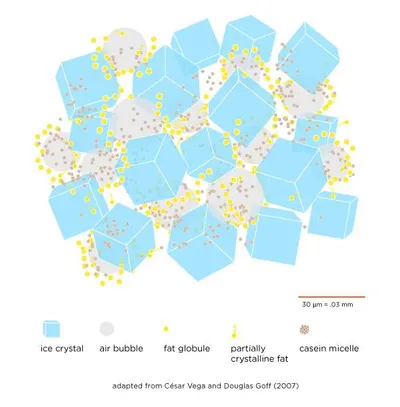 30 µm = .03 mm
ice crystal
air bubble
fat globule
partially
crystalline fat
casein micelle
adapted from César Vega and Douglas Goff (2007)